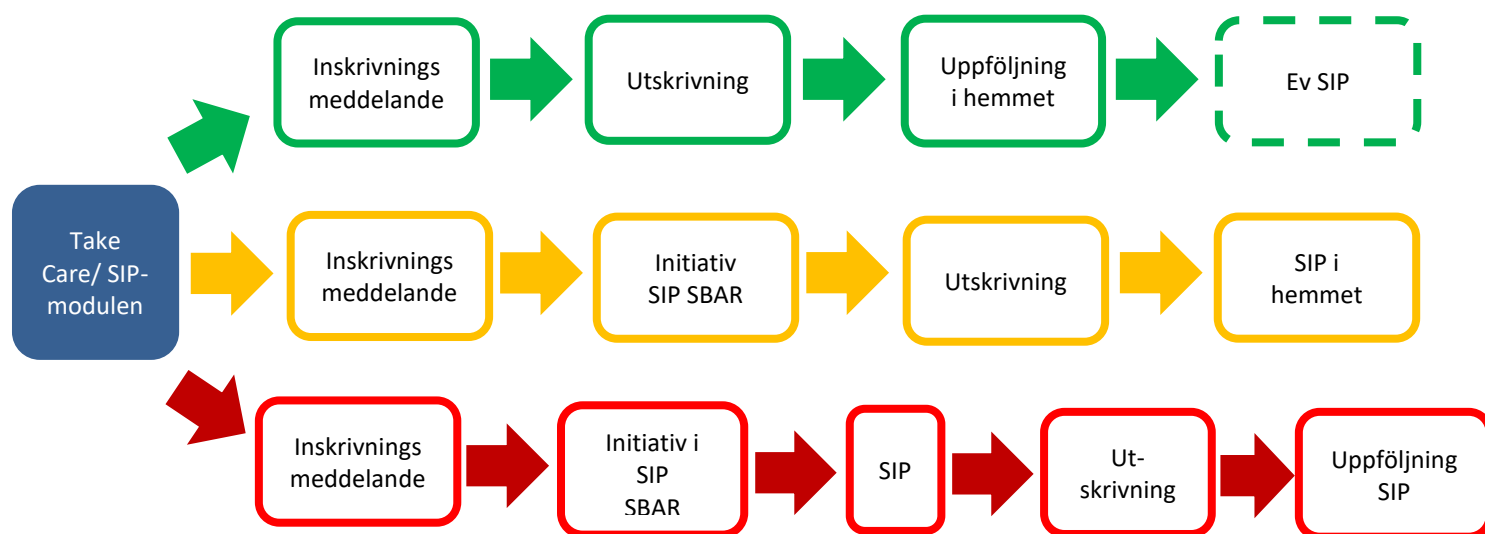 Inskrivnings
meddelande
Utskrivning
Uppföljning
i hemmet
Ev SIP
Take
Care/ SIP-
modulen
Inskrivnings
meddelande
Initiativ
SIP SBAR
Utskrivning
SIP i
hemmet
Inskrivnings
meddelande
Initiativ i
SIP
SBAR
SIP
Ut-
skrivning
Uppföljning
SIP